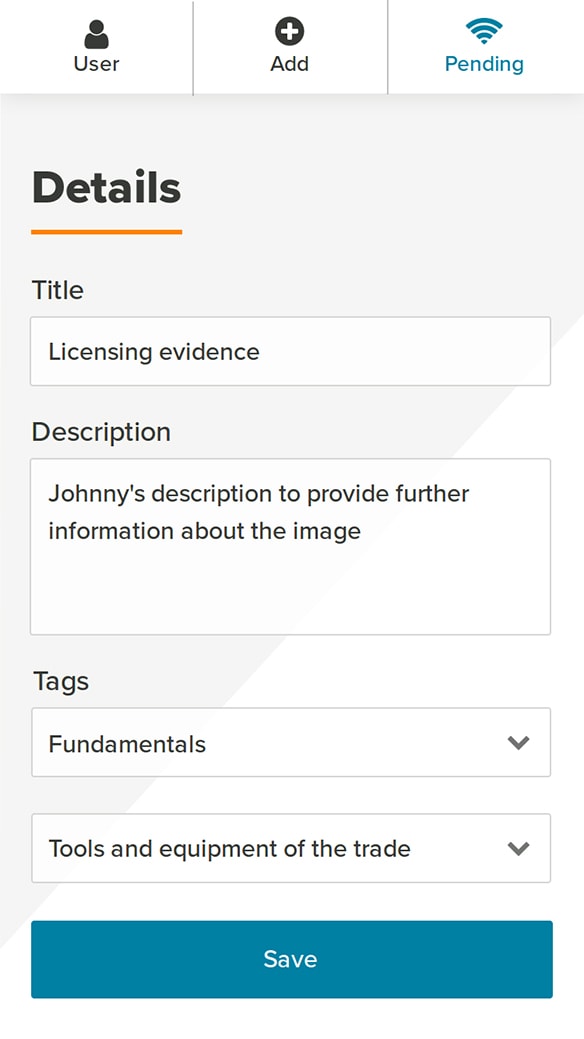 User
Add
Pending
Details
Title
Licensing evidence
Description
Johnny's description to provide further
information about the image
Tags
Fundamentals
Tools and equipment of the trade
Save